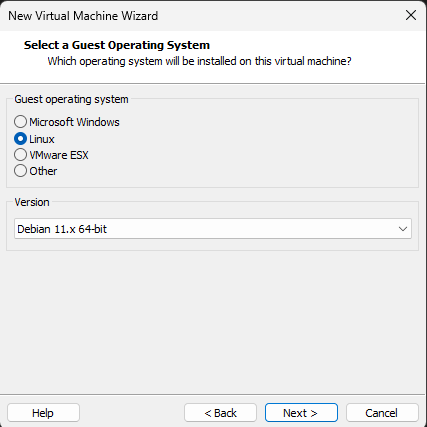 New Virtual Machine Wizard
Select a Guest Operating System
Which operating system will be installed on this virtual machine?
Guest operating system
Microsoft Windows
Linux
VMware ESX
Other
Version
Debian 11.x 64-bit
Help
< Back
Next >
Cancel